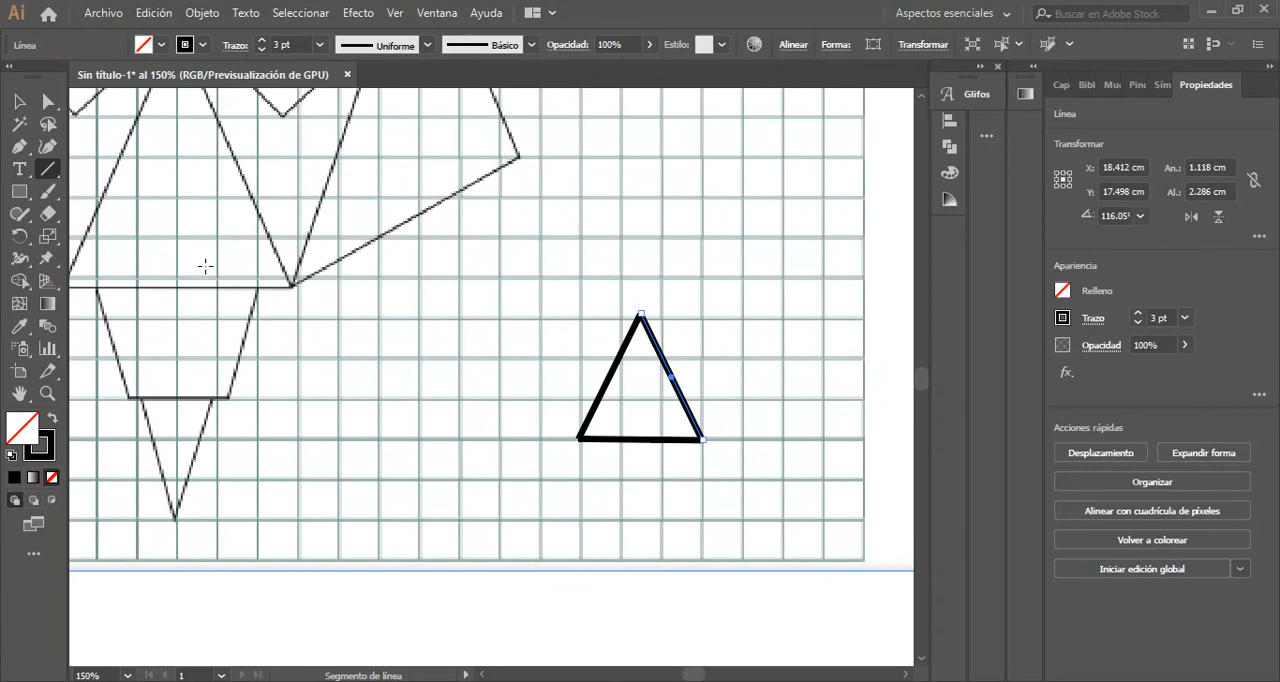 Ai
Archivo Edición Objeto Texto Seleccionar Efecto Ver Ventana Ayuda
Aspectos esenciales
Buscar en Adobe Stock
Línea
Trazo: 3 pt
Uniforme
Básico
Opacidad: 100%
Estilo:
Alinear
Forma:
Transformar
Sin título-1* al 150% (RGB/Previsualización de GPU)
Glifos
Cap Bibl Mu Pinc Sím Propiedades
Línea
Transformar
X: 18.412 cm An.: 1.118 cm
Y: 17.498 cm Al.: 2.286 cm
116.05°
Apariencia
Relleno
Trazo 3 pt
Opacidad 100%
fx.
Acciones rápidas
Desplazamiento Expandir forma
Organizar
Alinear con cuadrícula de píxeles
Volver a colorear
Iniciar edición global
150% 1 Segmento de línea